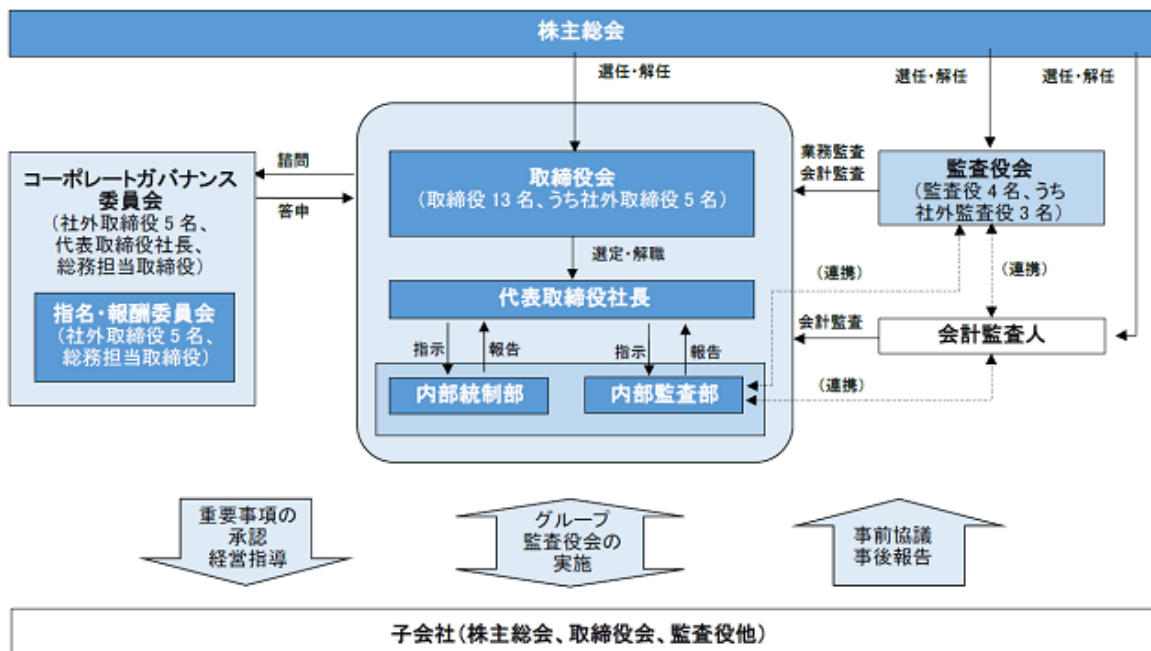 株主総会
選任・解任
選任・解任
選任・解任
コーポレートガバナンス
委員会
(社外取締役 5 名、
代表取締役社長、
総務担当取締役)
指名・報酬委員会
(社外取締役 5 名、
総務担当取締役)
諮問
答申
取締役会
(取締役 13 名、うち社外取締役 5 名)
選定・解職
代表取締役社長
指示
報告
指示
報告
内部統制部
内部監査部
業務監査
会計監査
監査役会
(監査役 4 名、うち
社外監査役 3 名)
(連携)
(連携)
会計監査
会計監査人
(連携)
重要事項の
承認
経営指導
グループ
監査役会の
実施
事前協議
事後報告
子会社(株主総会、取締役会、監査役他)